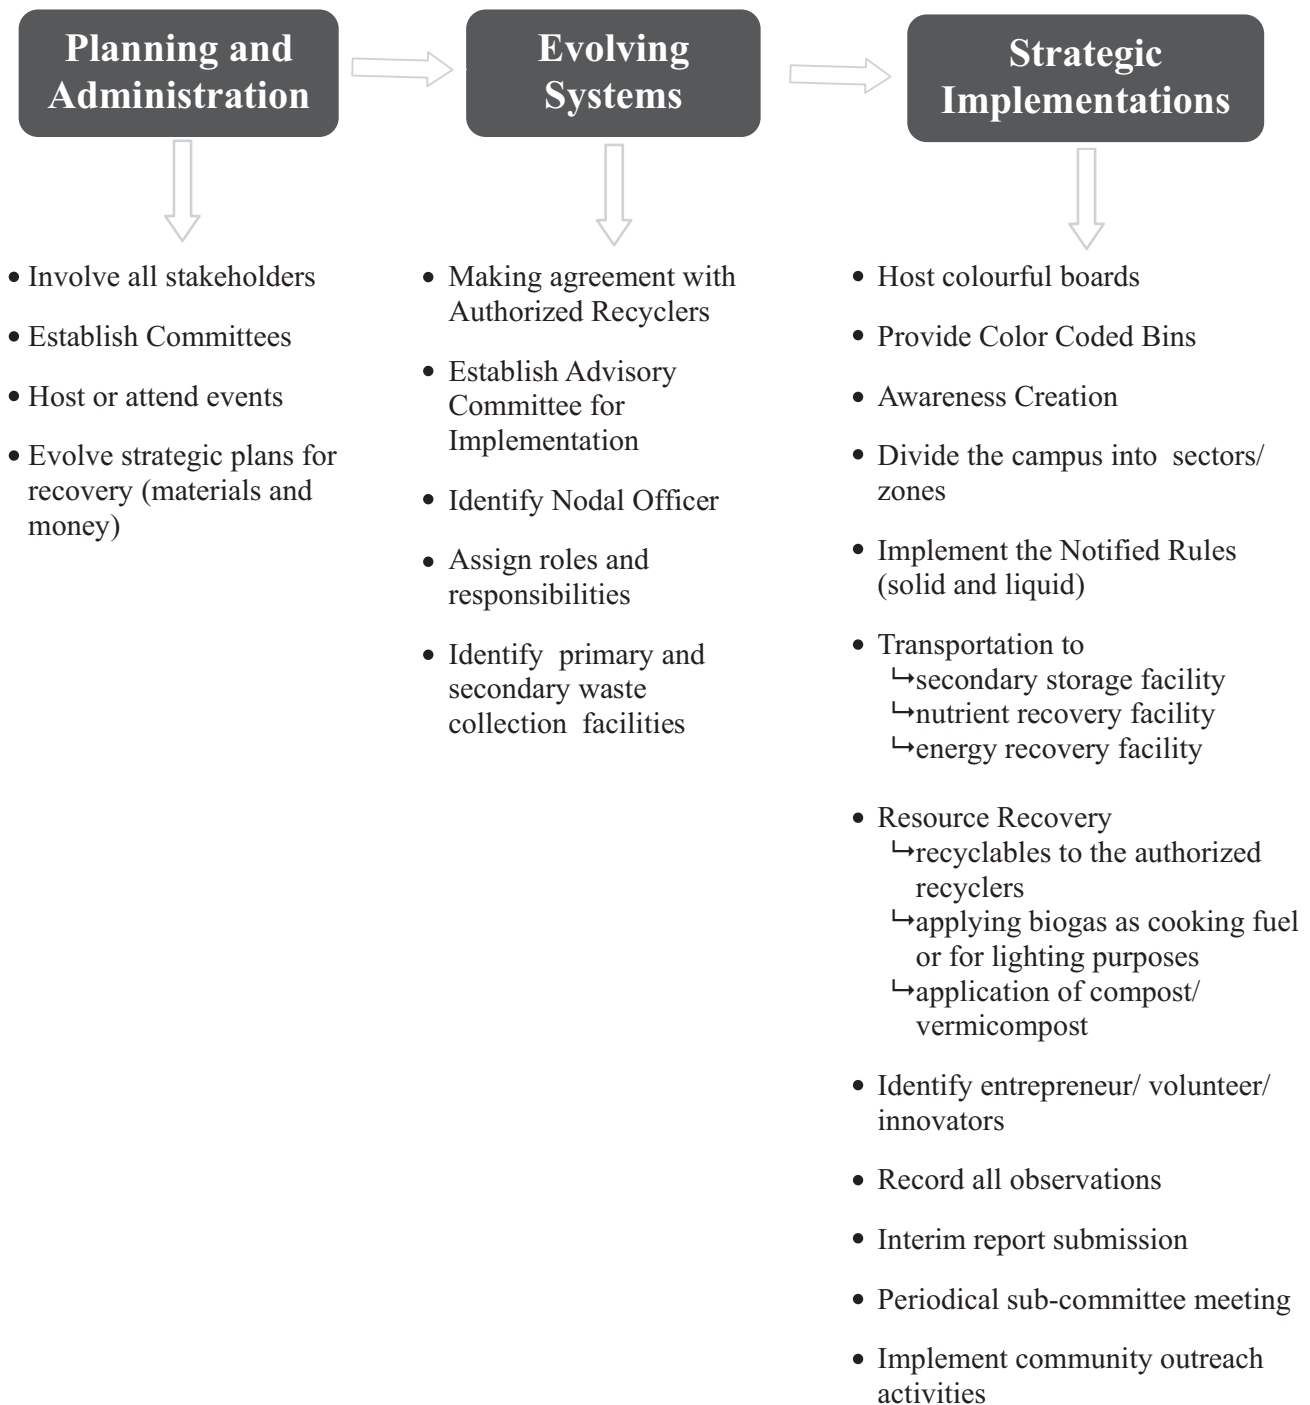 Planning and
Administration
Evolving
Systems
Strategic
Implementations
• Involve all stakeholders
• Establish Committees
• Host or attend events
• Evolve strategic plans for
recovery (materials and
money)
• Making agreement with
Authorized Recyclers
• Establish Advisory
Committee for
Implementation
• Identify Nodal Officer
• Assign roles and
responsibilities
• Identify primary and
secondary waste
collection facilities
• Host colourful boards
• Provide Color Coded Bins
• Awareness Creation
• Divide the campus into sectors/
zones
• Implement the Notified Rules
(solid and liquid)
• Transportation to
↳secondary storage facility
↳nutrient recovery facility
↳energy recovery facility
• Resource Recovery
↳recyclables to the authorized
recyclers
↳applying biogas as cooking fuel
or for lighting purposes
↳application of compost/
vermicompost
• Identify entrepreneur/ volunteer/
innovators
• Record all observations
• Interim report submission
• Periodical sub-committee meeting
• Implement community outreach
activities